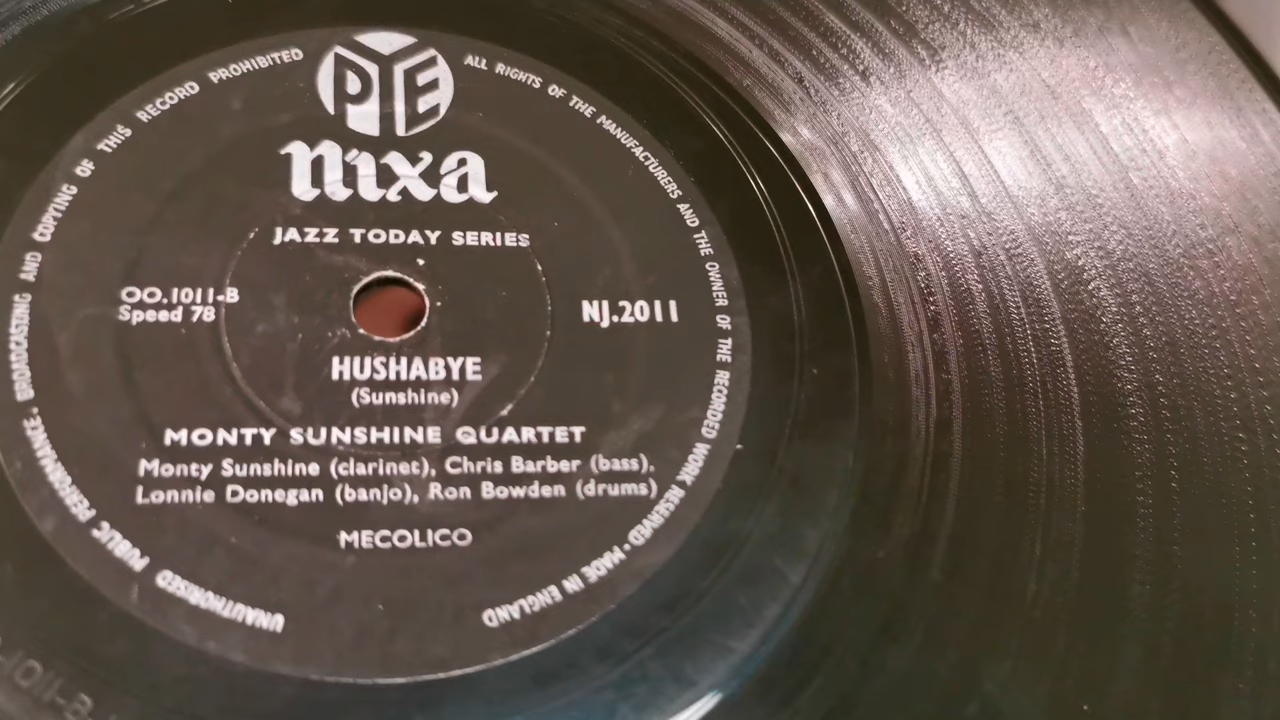 PYE
nixa
JAZZ TODAY SERIES
OO.1011-B
Speed 78
NJ.2011
HUSHABYE
(Sunshine)
MONTY SUNSHINE QUARTET
Monty Sunshine (clarinet), Chris Barber (bass),
Lonnie Donegan (banjo), Ron Bowden (drums)
MECOLICO
ALL RIGHTS OF THE MANUFACTURERS AND THE OWNER OF THE RECORDED WORK RESERVED · MADE IN ENGLAND
UNAUTHORISED PUBLIC PERFORMANCE, BROADCASTING AND COPYING OF THIS RECORD PROHIBITED
1011-B